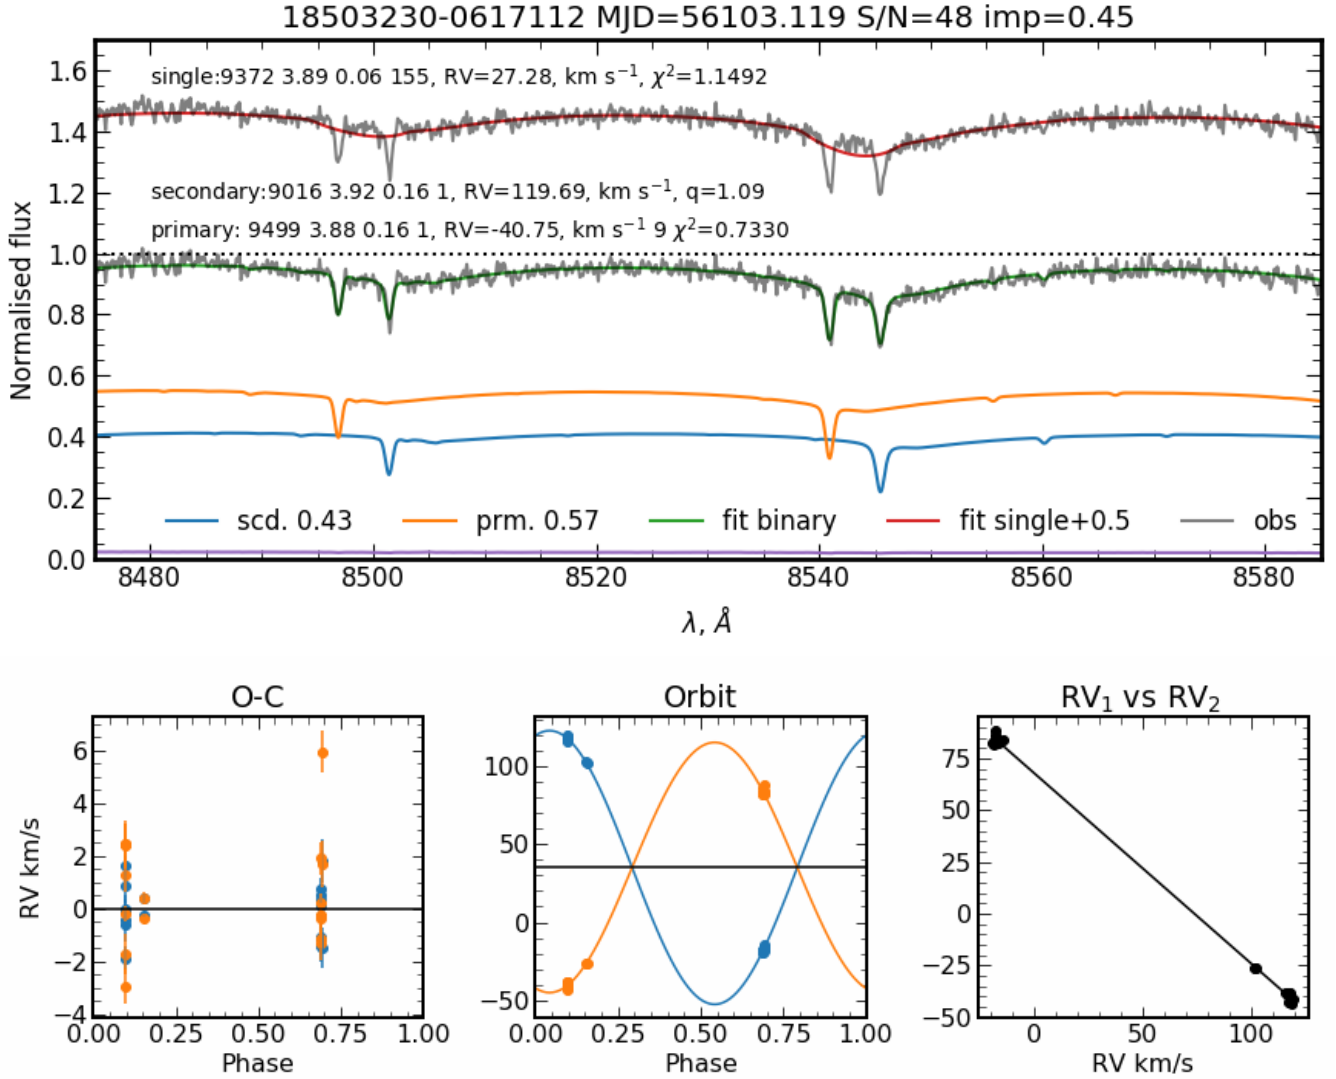 18503230-0617112 MJD=56103.119 S/N=48 imp=0.45
single:9372 3.89 0.06 155, RV=27.28, km s⁻¹, χ²=1.1492
secondary:9016 3.92 0.16 1, RV=119.69, km s⁻¹, q=1.09
primary: 9499 3.88 0.16 1, RV=-40.75, km s⁻¹ 9 χ²=0.7330
Normalised flux
1.6
1.4
1.2
1.0
0.8
0.6
0.4
0.2
0.0
scd. 0.43 prm. 0.57 fit binary fit single+0.5 obs
8480 8500 8520 8540 8560 8580
λ, Å
O-C
RV km/s
6
4
2
0
−2
−4
0.00 0.25 0.50 0.75 1.00
Phase
Orbit
100
50
0
−50
0.00 0.25 0.50 0.75 1.00
Phase
RV₁ vs RV₂
75
50
25
0
−25
−50
0 50 100
RV km/s